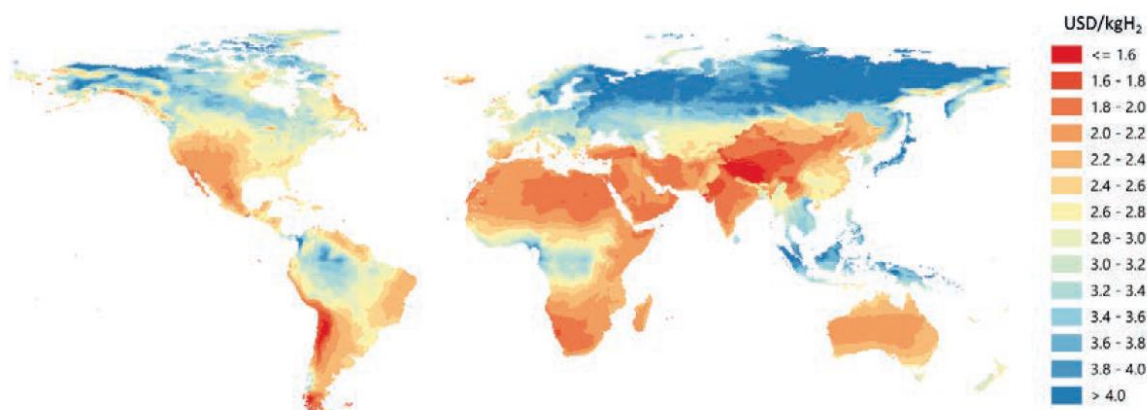 USD/kgH₂
<= 1.6
1.6 - 1.8
1.8 - 2.0
2.0 - 2.2
2.2 - 2.4
2.4 - 2.6
2.6 - 2.8
2.8 - 3.0
3.0 - 3.2
3.2 - 3.4
3.4 - 3.6
3.6 - 3.8
3.8 - 4.0
> 4.0